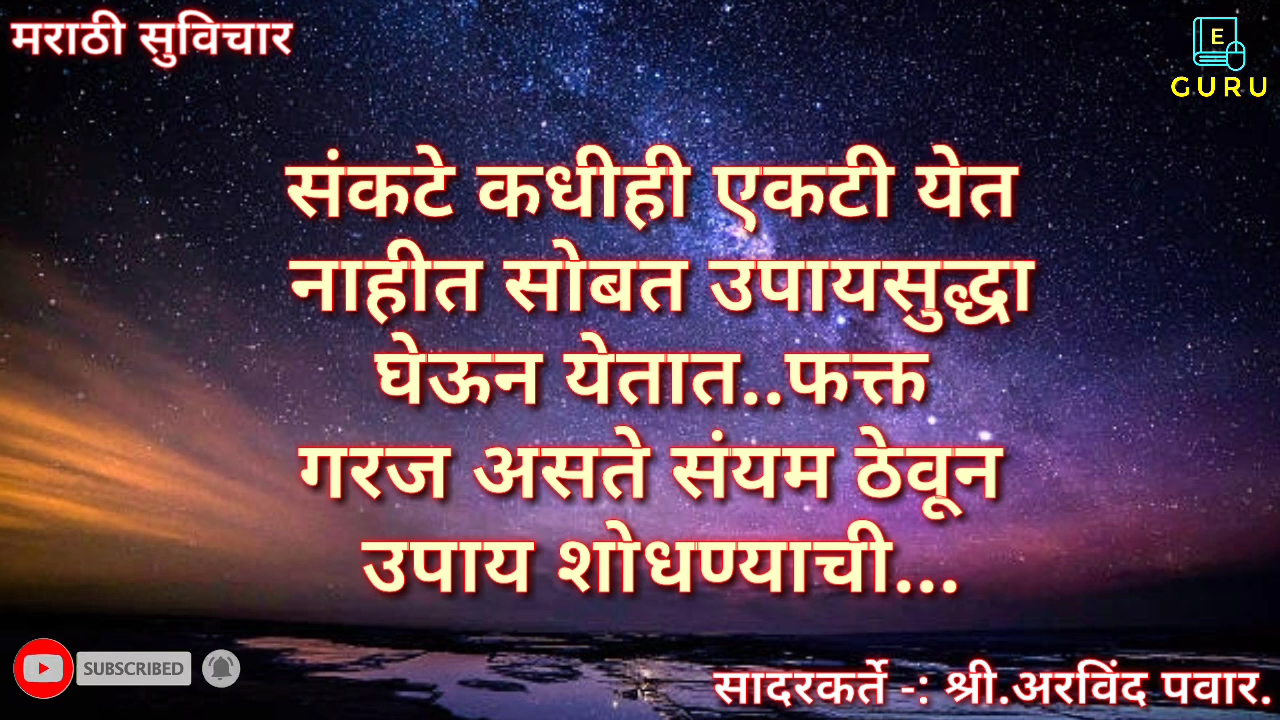 मराठी सुविचार
E
GURU
संकटे कधीही एकटी येत
नाहीत सोबत उपायसुद्धा
घेऊन येतात..फक्त
गरज असते संयम ठेवून
उपाय शोधण्याची...
SUBSCRIBED
सादरकर्ते -: श्री.अरविंद पवार.